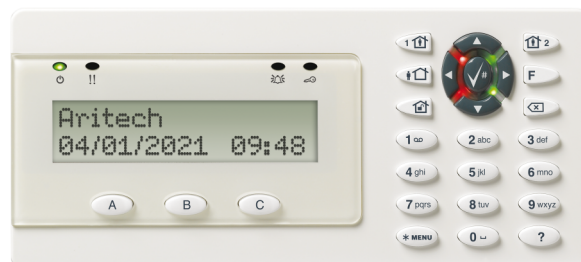 !!
Aritech
04/01/2021 09:48
A B C
1 2
# F
1 ∞ 2 abc 3 def
4 ghi 5 jkl 6 mno
7 pqrs 8 tuv 9 wxyz
* MENU 0 ⌴ ?